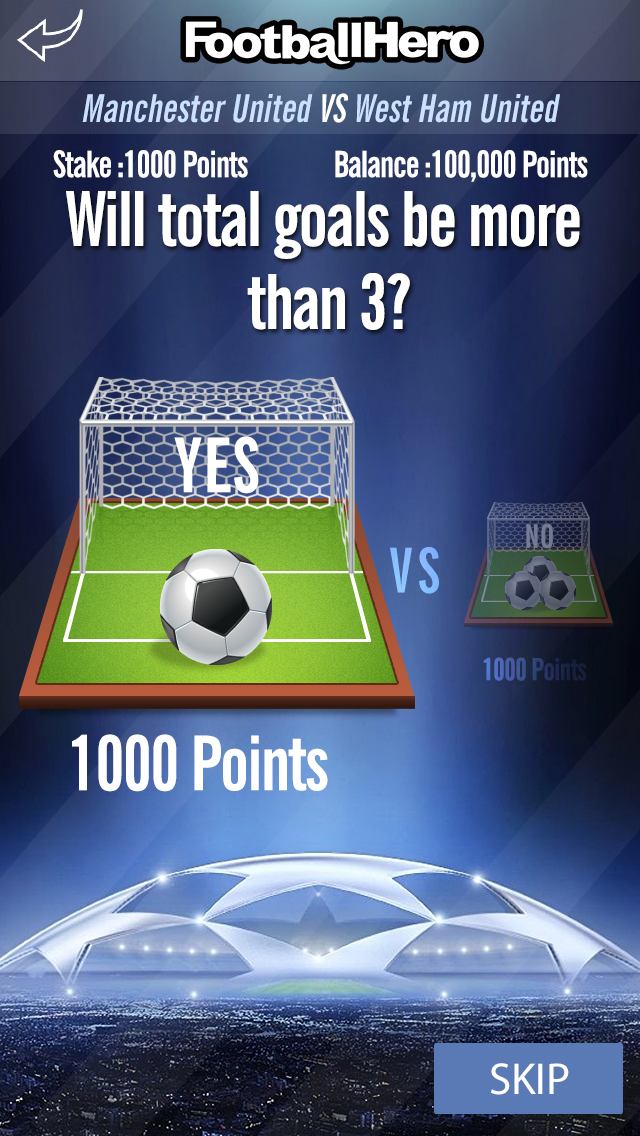 FootballHero
Manchester United VS West Ham United
Stake :1000 Points Balance :100,000 Points
Will total goals be more
than 3?
YES
NO
VS
1000 Points
1000 Points
SKIP